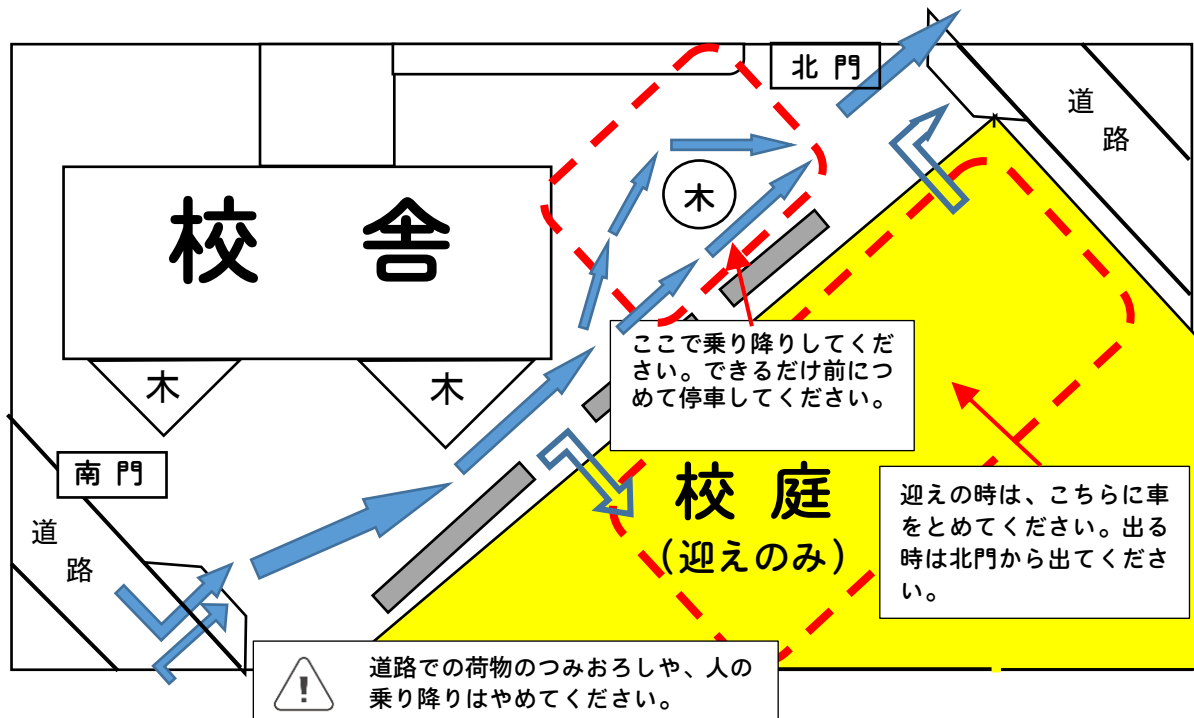 北門
道
路
木
校舎
ここで乗り降りしてくだ
さい。できるだけ前につ
めて停車してください。
木
木
南門
校庭
(迎えのみ)
迎えの時は、こちらに車
をとめてください。出る
時は北門から出てくださ
い。
道
路
道路での荷物のつみおろしや、人の
乗り降りはやめてください。